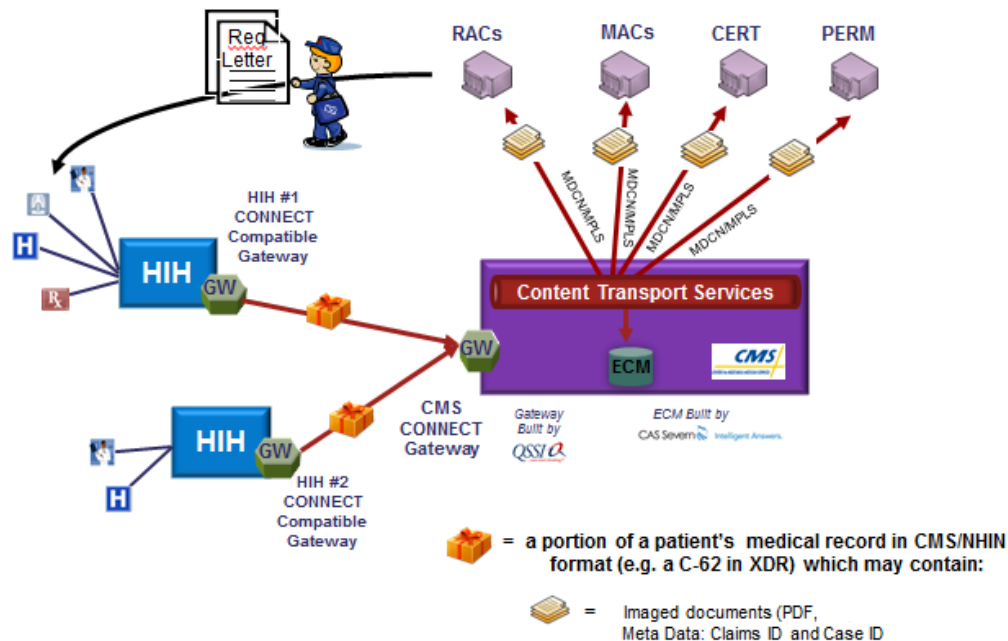 Req
Letter
RACs
MACs
CERT
PERM
MDCN/MPLS
MDCN/MPLS
MDCN/MPLS
MDCN/MPLS
HIH #1
CONNECT
Compatible
Gateway
H
HIH
GW
Rx
Content Transport Services
GW
ECM
CMS
HIH
GW
H
CMS
CONNECT
Gateway
Gateway
Built by
QSSI
ECM Built by
CAS Severn Intelligent Answers.
HIH #2
CONNECT
Compatible
Gateway
= a portion of a patient's medical record in CMS/NHIN
format (e.g. a C-62 in XDR) which may contain:
= Imaged documents (PDF,
Meta Data: Claims ID and Case ID